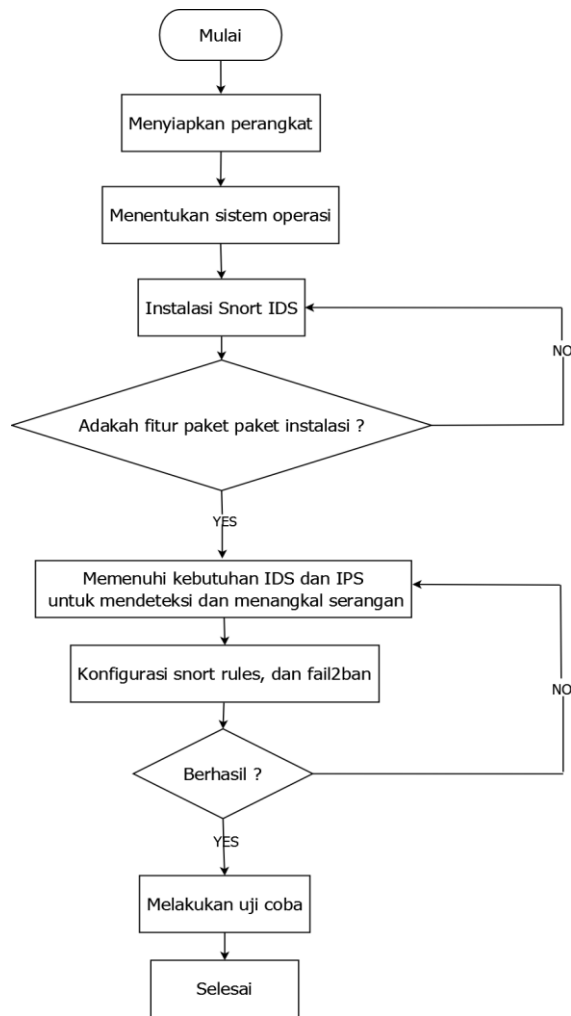 Mulai
Menyiapkan perangkat
Menentukan sistem operasi
Instalasi Snort IDS
NO
Adakah fitur paket paket instalasi ?
YES
Memenuhi kebutuhan IDS dan IPS
untuk mendeteksi dan menangkal serangan
Konfigurasi snort rules, dan fail2ban
NO
Berhasil ?
YES
Melakukan uji coba
Selesai